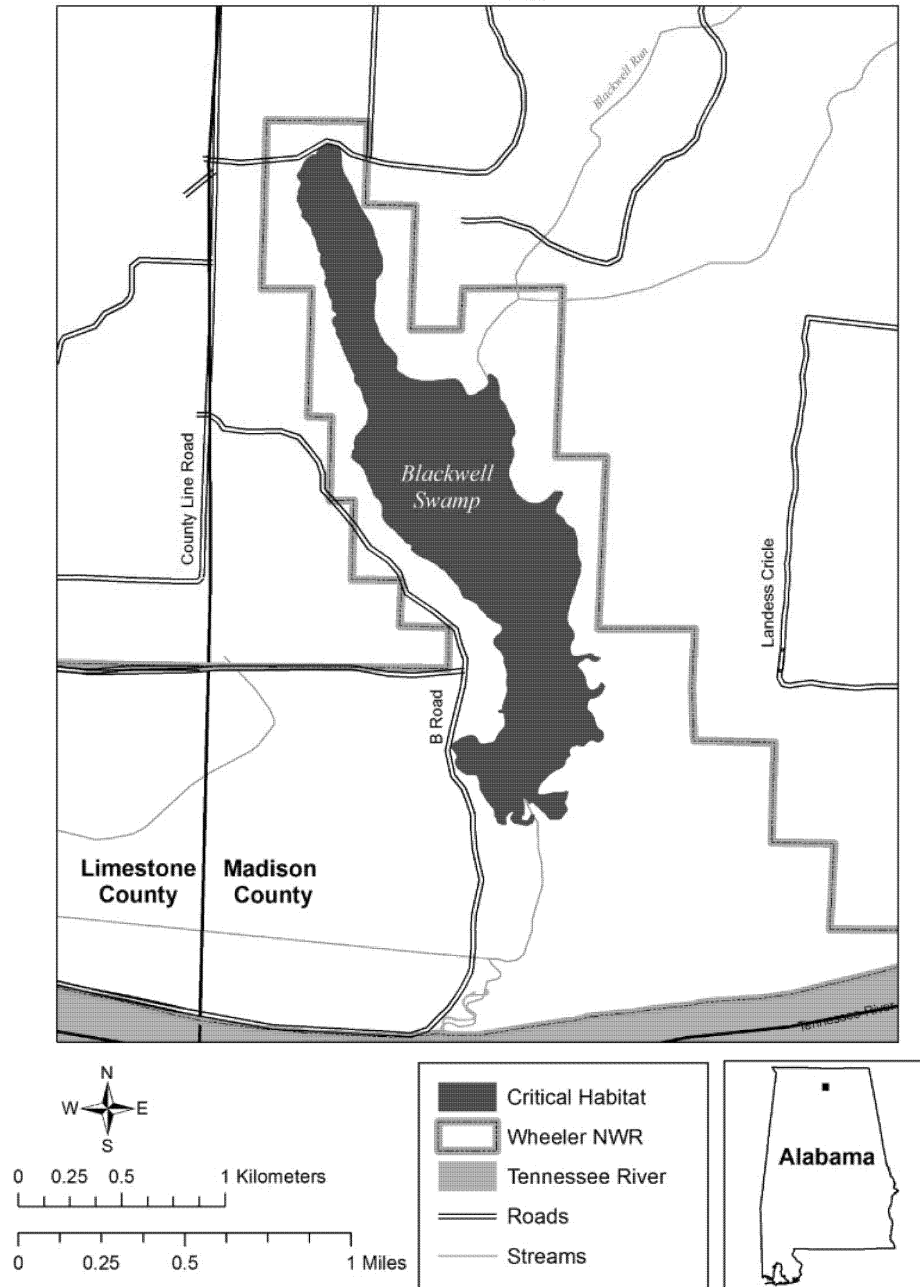 Blackwell Run
Blackwell
Swamp
County Line Road
Landess Cricle
B Road
Limestone
County
Madison
County
Tennessee River
N
W E
S
0 0.25 0.5 1 Kilometers
0 0.25 0.5 1 Miles
Critical Habitat
Wheeler NWR
Tennessee River
Roads
Streams
Alabama